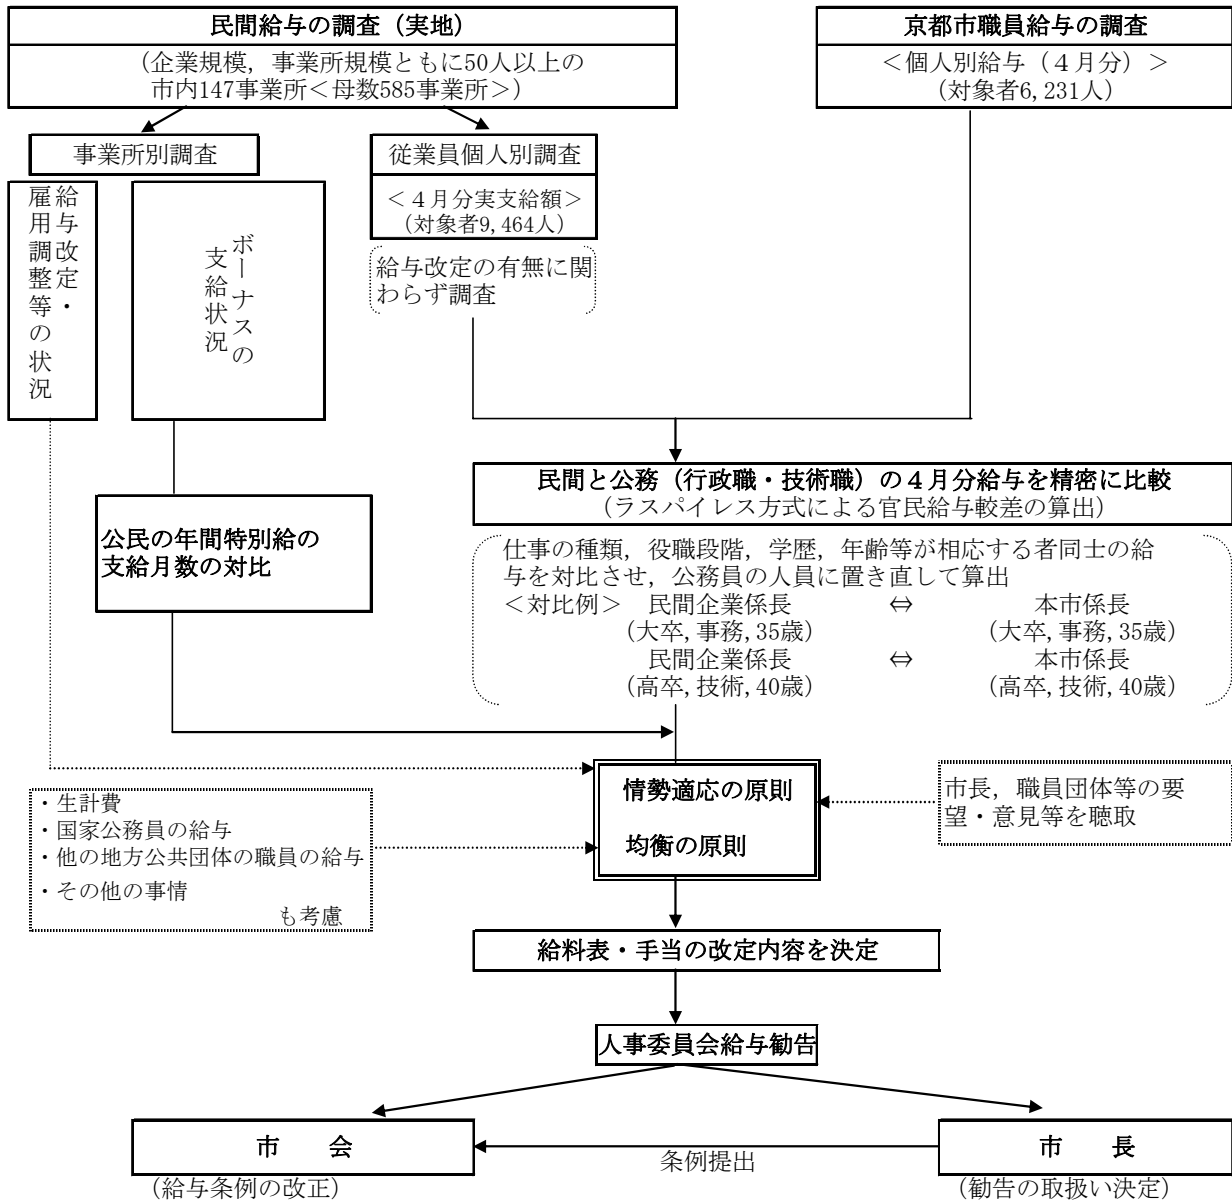 民間給与の調査（実地）
（企業規模，事業所規模ともに50人以上の
市内147事業所＜母数585事業所＞）
京都市職員給与の調査
＜個人別給与（４月分）＞
（対象者6,231人）
事業所別調査
従業員個人別調査
＜４月分実支給額＞
（対象者9,464人）
給与改定の有無に関
わらず調査
給与改定・
雇用調整等の状況
ボーナスの
支給状況
民間と公務（行政職・技術職）の４月分給与を精密に比較
（ラスパイレス方式による官民給与較差の算出）
公民の年間特別給の
支給月数の対比
仕事の種類，役職段階，学歴，年齢等が相応する者同士の給
与を対比させ，公務員の人員に置き直して算出
＜対比例＞　民間企業係長　⇔　本市係長
（大卒,事務,35歳）　（大卒,事務,35歳）
民間企業係長　⇔　本市係長
（高卒,技術,40歳）　（高卒,技術,40歳）
情勢適応の原則
均衡の原則
市長，職員団体等の要
望・意見等を聴取
・生計費
・国家公務員の給与
・他の地方公共団体の職員の給与
・その他の事情
も考慮
給料表・手当の改定内容を決定
人事委員会給与勧告
市　会
条例提出
市　長
（給与条例の改正）
（勧告の取扱い決定）